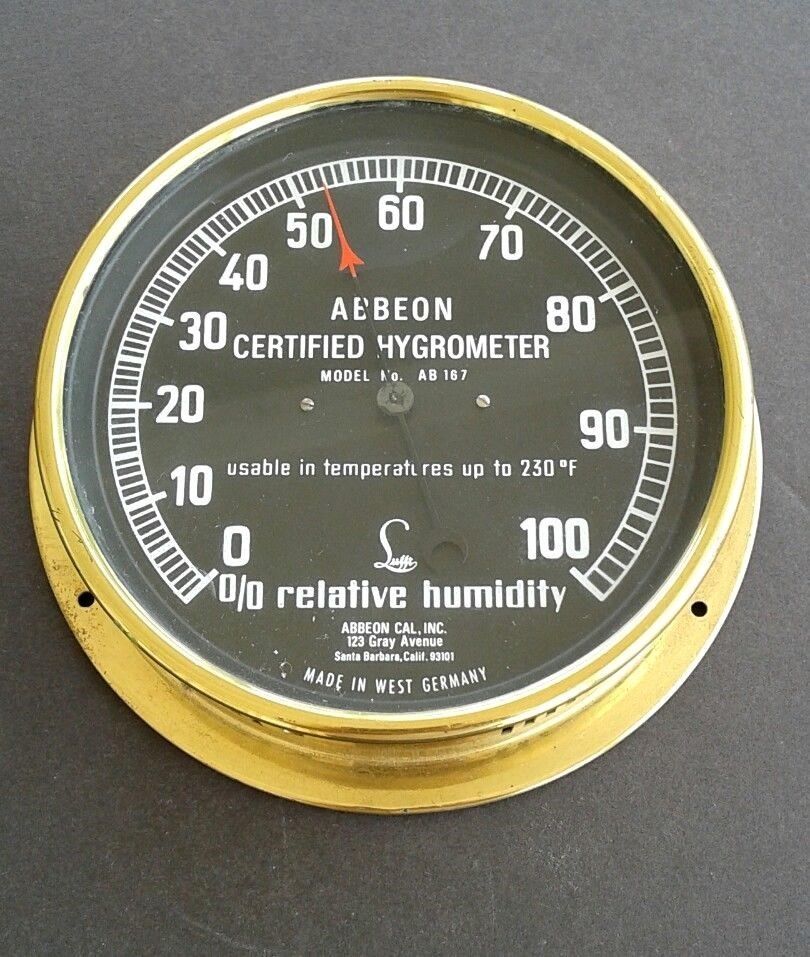 60
50
70
40
80
30
20
90
10
0
100
ABBEON
CERTIFIED HYGROMETER
MODEL No. AB 167
usable in temperatures up to 230 °F
Lufft
0/0 relative humidity
ABBEON CAL, INC.
123 Gray Avenue
Santa Barbara, Calif. 93101
MADE IN WEST GERMANY